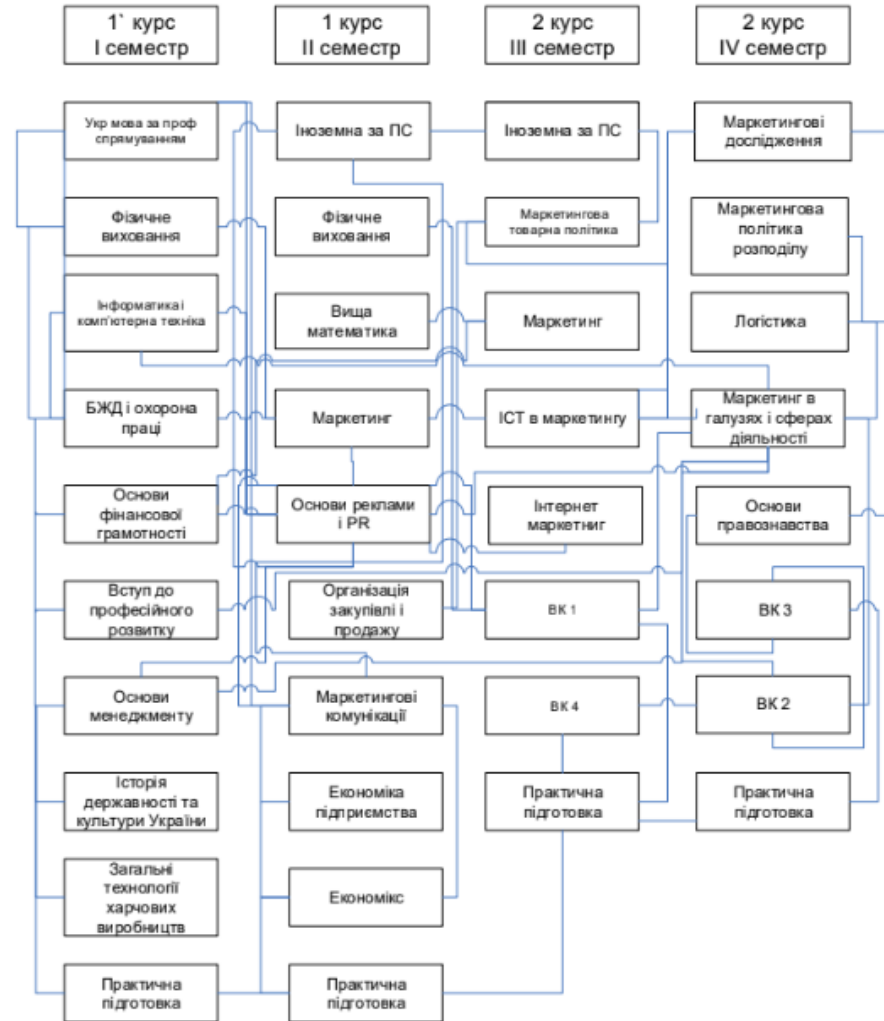 1` курс
I семестр
1 курс
II семестр
2 курс
III семестр
2 курс
IV семестр
Укр мова за проф
спрямуванням
Іноземна за ПС
Іноземна за ПС
Маркетингові
дослідження
Фізичне
виховання
Фізичне
виховання
Маркетингова
товарна політика
Маркетингова
політика
розподілу
Інформатика і
комп'ютерна техніка
Вища
математика
Маркетинг
Логістика
БЖД і охорона
праці
Маркетинг
ІСТ в маркетингу
Маркетинг в
галузях і сферах
діяльності
Основи
фінансової
грамотності
Основи реклами
і PR
Інтернет
маркетниг
Основи
правознавства
Вступ до
професійного
розвитку
Організація
закупівлі і
продажу
ВК 1
ВК 3
Основи
менеджменту
Маркетингові
комунікації
ВК 4
ВК 2
Історія
державності та
культури України
Економіка
підприємства
Практична
підготовка
Практична
підготовка
Загальні
технології
харчових
виробництв
Економікс
Практична
підготовка
Практична
підготовка